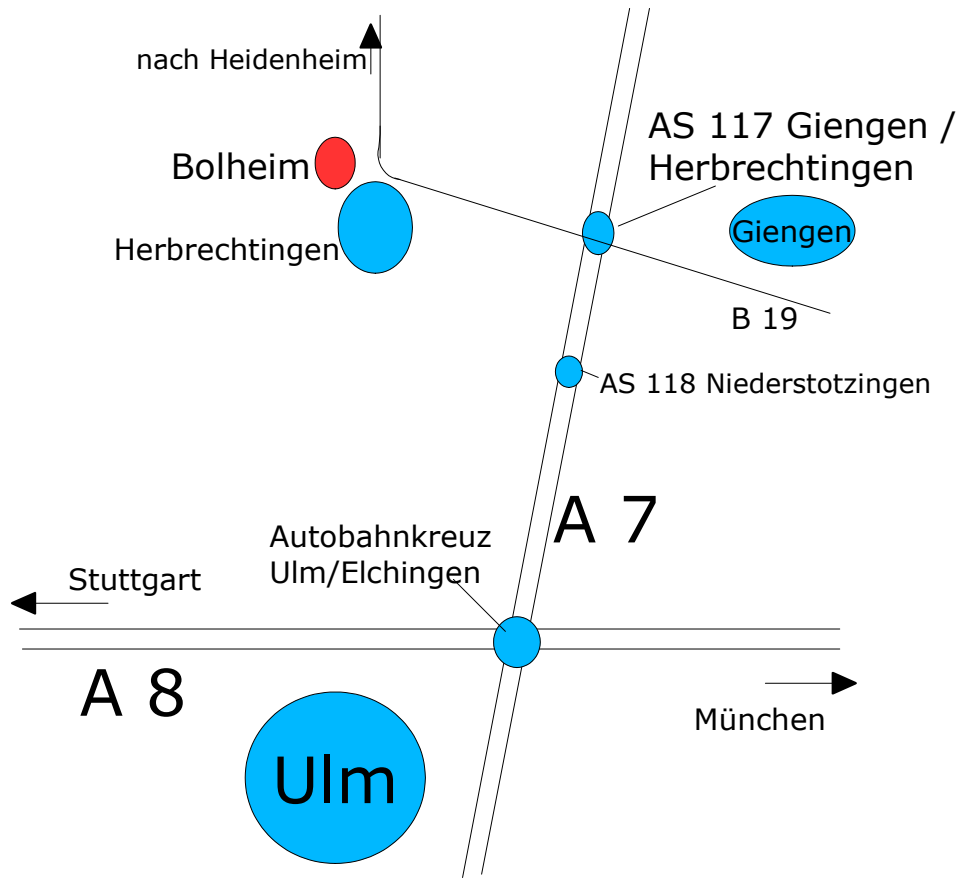 nach Heidenheim
AS 117 Giengen /
Herbrechtingen
Bolheim
Giengen
Herbrechtingen
B 19
AS 118 Niederstotzingen
A 7
Autobahnkreuz
Ulm/Elchingen
Stuttgart
A 8
München
Ulm